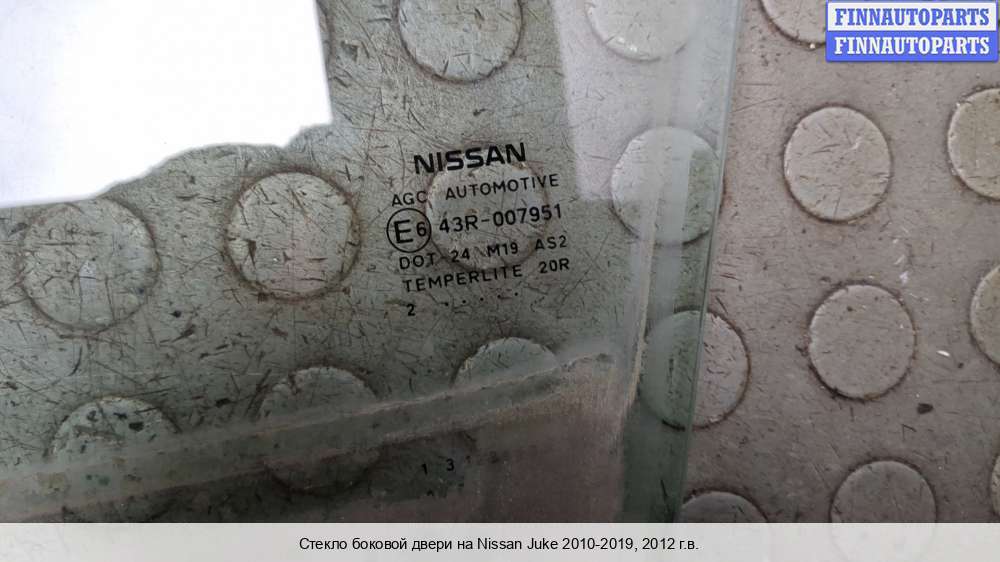 FINNAUTOPARTS
FINNAUTOPARTS
NISSAN
AGC AUTOMOTIVE
E6 43R-007951
DOT 24 M19 AS2
TEMPERLITE 20R
2 .....
1 3
Стекло боковой двери на Nissan Juke 2010-2019, 2012 г.в.